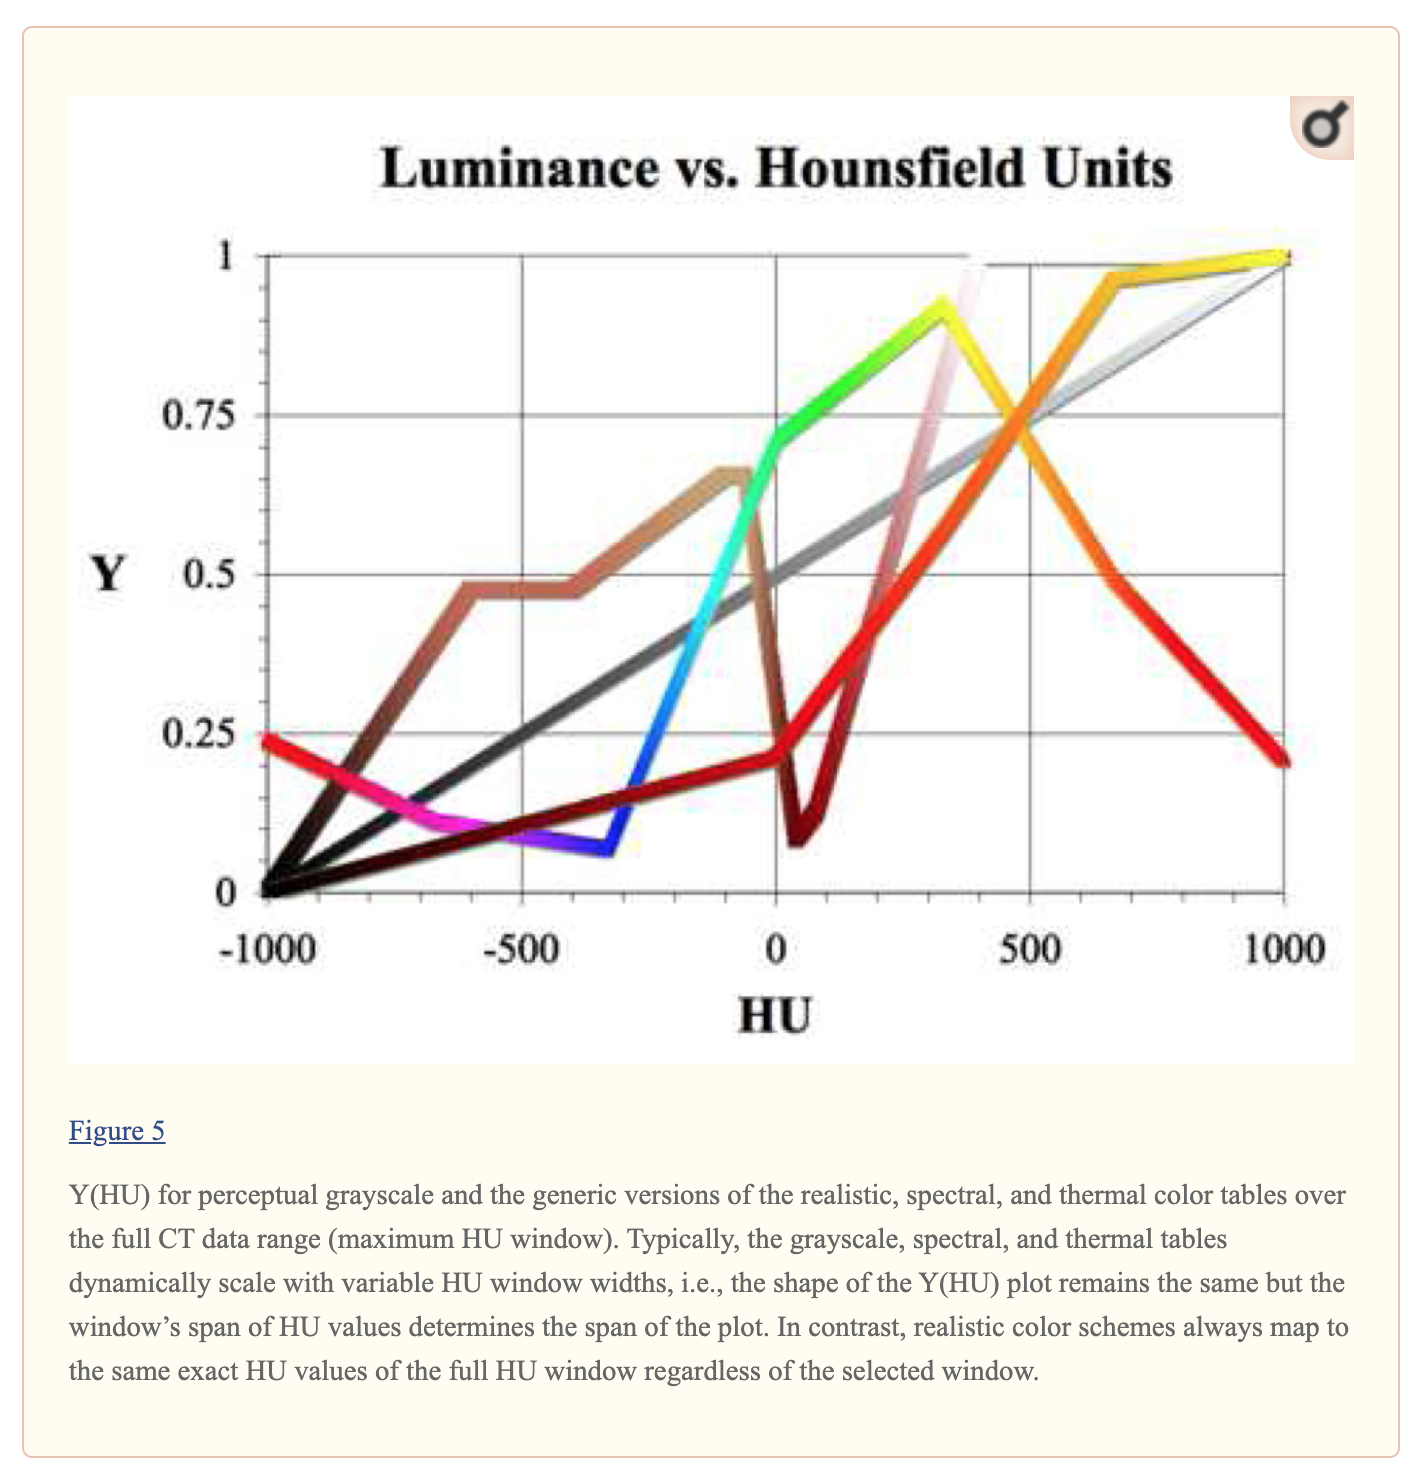 Luminance vs. Hounsfield Units
1
0.75
Y 0.5
0.25
0
-1000 -500 0 500 1000
HU
Figure 5
Y(HU) for perceptual grayscale and the generic versions of the realistic, spectral, and thermal color tables over
the full CT data range (maximum HU window). Typically, the grayscale, spectral, and thermal tables
dynamically scale with variable HU window widths, i.e., the shape of the Y(HU) plot remains the same but the
window’s span of HU values determines the span of the plot. In contrast, realistic color schemes always map to
the same exact HU values of the full HU window regardless of the selected window.